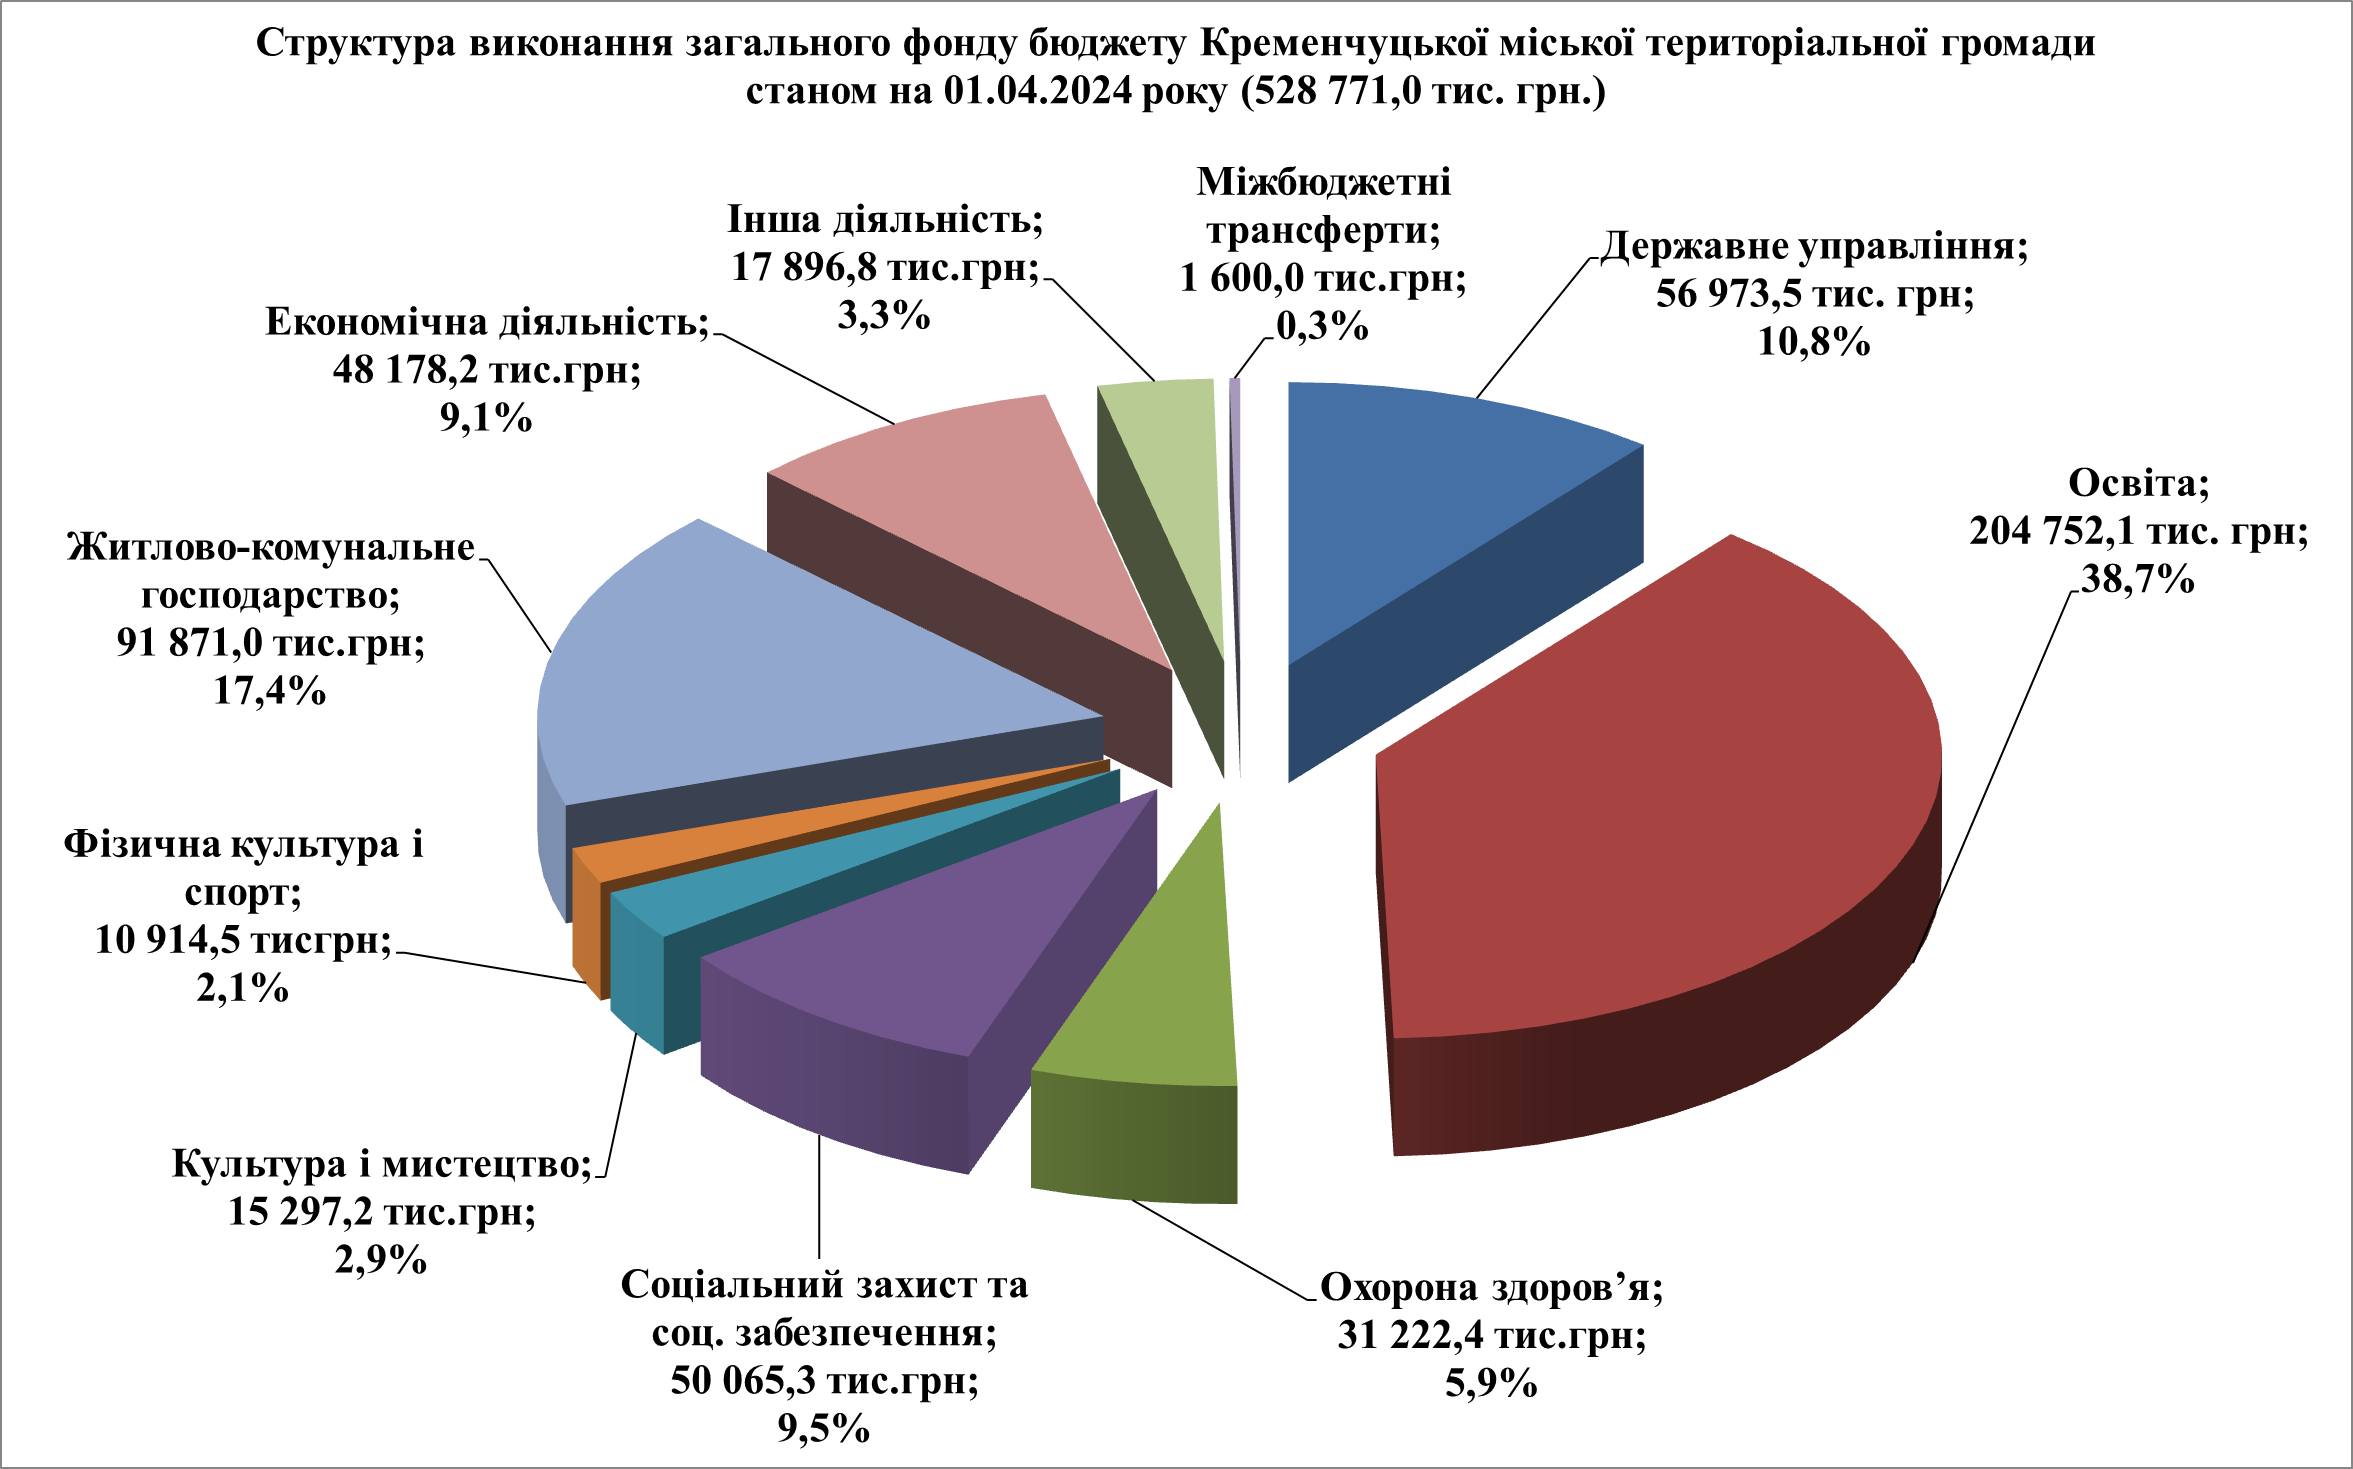 Структура виконання загального фонду бюджету Кременчуцької міської територіальної громади
станом на 01.04.2024 року (528 771,0 тис. грн.)
Міжбюджетні
трансферти;
1 600,0 тис.грн;
0,3%
Інша діяльність;
17 896,8 тис.грн;
3,3%
Державне управління;
56 973,5 тис. грн;
10,8%
Економічна діяльність;
48 178,2 тис.грн;
9,1%
Освіта;
204 752,1 тис. грн;
38,7%
Житлово-комунальне
господарство;
91 871,0 тис.грн;
17,4%
Фізична культура і
спорт;
10 914,5 тисгрн;
2,1%
Культура і мистецтво;
15 297,2 тис.грн;
2,9%
Соціальний захист та
соц. забезпечення;
50 065,3 тис.грн;
9,5%
Охорона здоров’я;
31 222,4 тис.грн;
5,9%